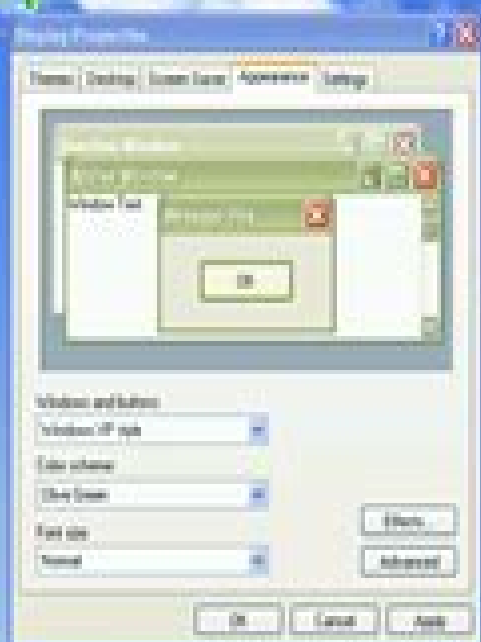 Display Properties
Themes Desktop Screen Saver Appearance Settings
Inactive Window
Active Window
Window Text
Message Box
OK
Windows and buttons:
Windows XP style
Color scheme:
Olive Green
Font size:
Normal
Effects...
Advanced
OK Cancel Apply